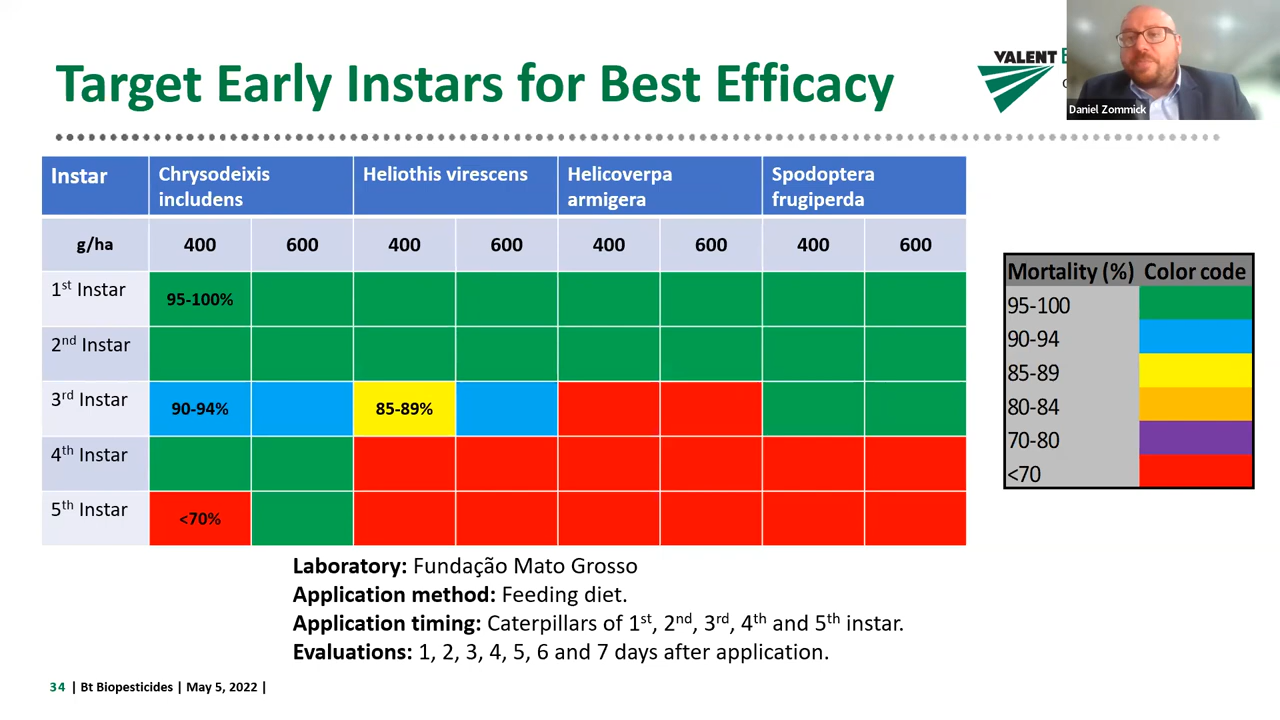 Target Early Instars for Best Efficacy
VALENT
Daniel Zommick
Instar
Chrysodeixis
includens
Heliothis virescens
Helicoverpa
armigera
Spodoptera
frugiperda
g/ha 400 600 400 600 400 600 400 600
1st Instar 95-100%
2nd Instar
3rd Instar 90-94% 85-89%
4th Instar
5th Instar <70%
Mortality (%) Color code
95-100
90-94
85-89
80-84
70-80
<70
Laboratory: Fundação Mato Grosso
Application method: Feeding diet.
Application timing: Caterpillars of 1st, 2nd, 3rd, 4th and 5th instar.
Evaluations: 1, 2, 3, 4, 5, 6 and 7 days after application.
34 | Bt Biopesticides | May 5, 2022 |